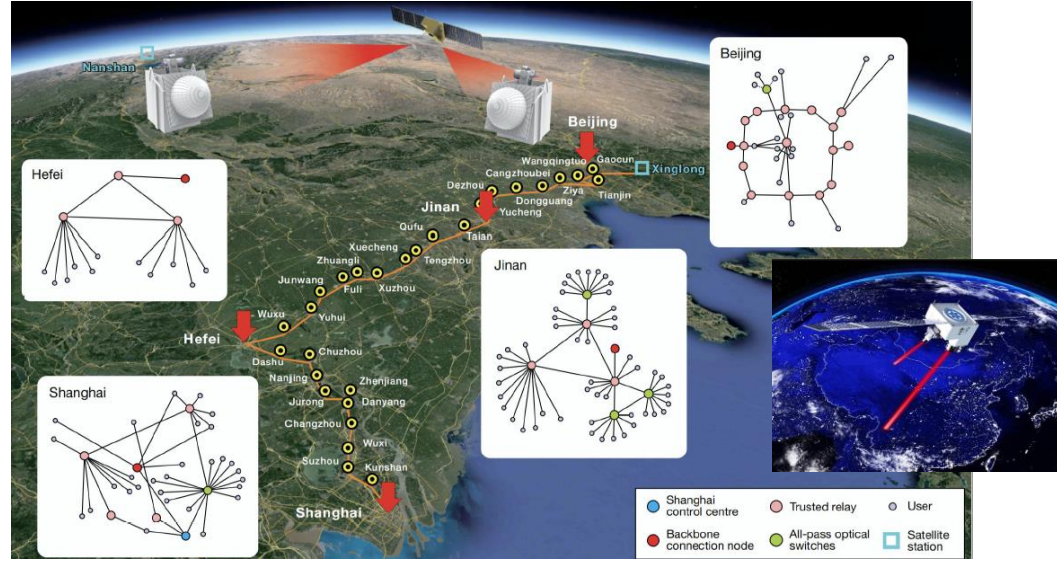 Nanshan
Beijing
Xinglong
Beijing
Wangqingtuo
Gaocun
Cangzhoubei
Dezhou
Ziya
Tianjin
Dongguang
Jinan
Yucheng
Qufu
Taian
Xuecheng
Tengzhou
Zhuangli
Junwang
Fuli
Xuzhou
Wuxu
Yuhui
Hefei
Hefei
Dashu
Chuzhou
Nanjing
Zhenjiang
Jurong
Danyang
Changzhou
Wuxi
Suzhou
Kunshan
Shanghai
Shanghai
Jinan
Shanghai
control centre
Trusted relay
User
Backbone
connection node
All-pass optical
switches
Satellite
station